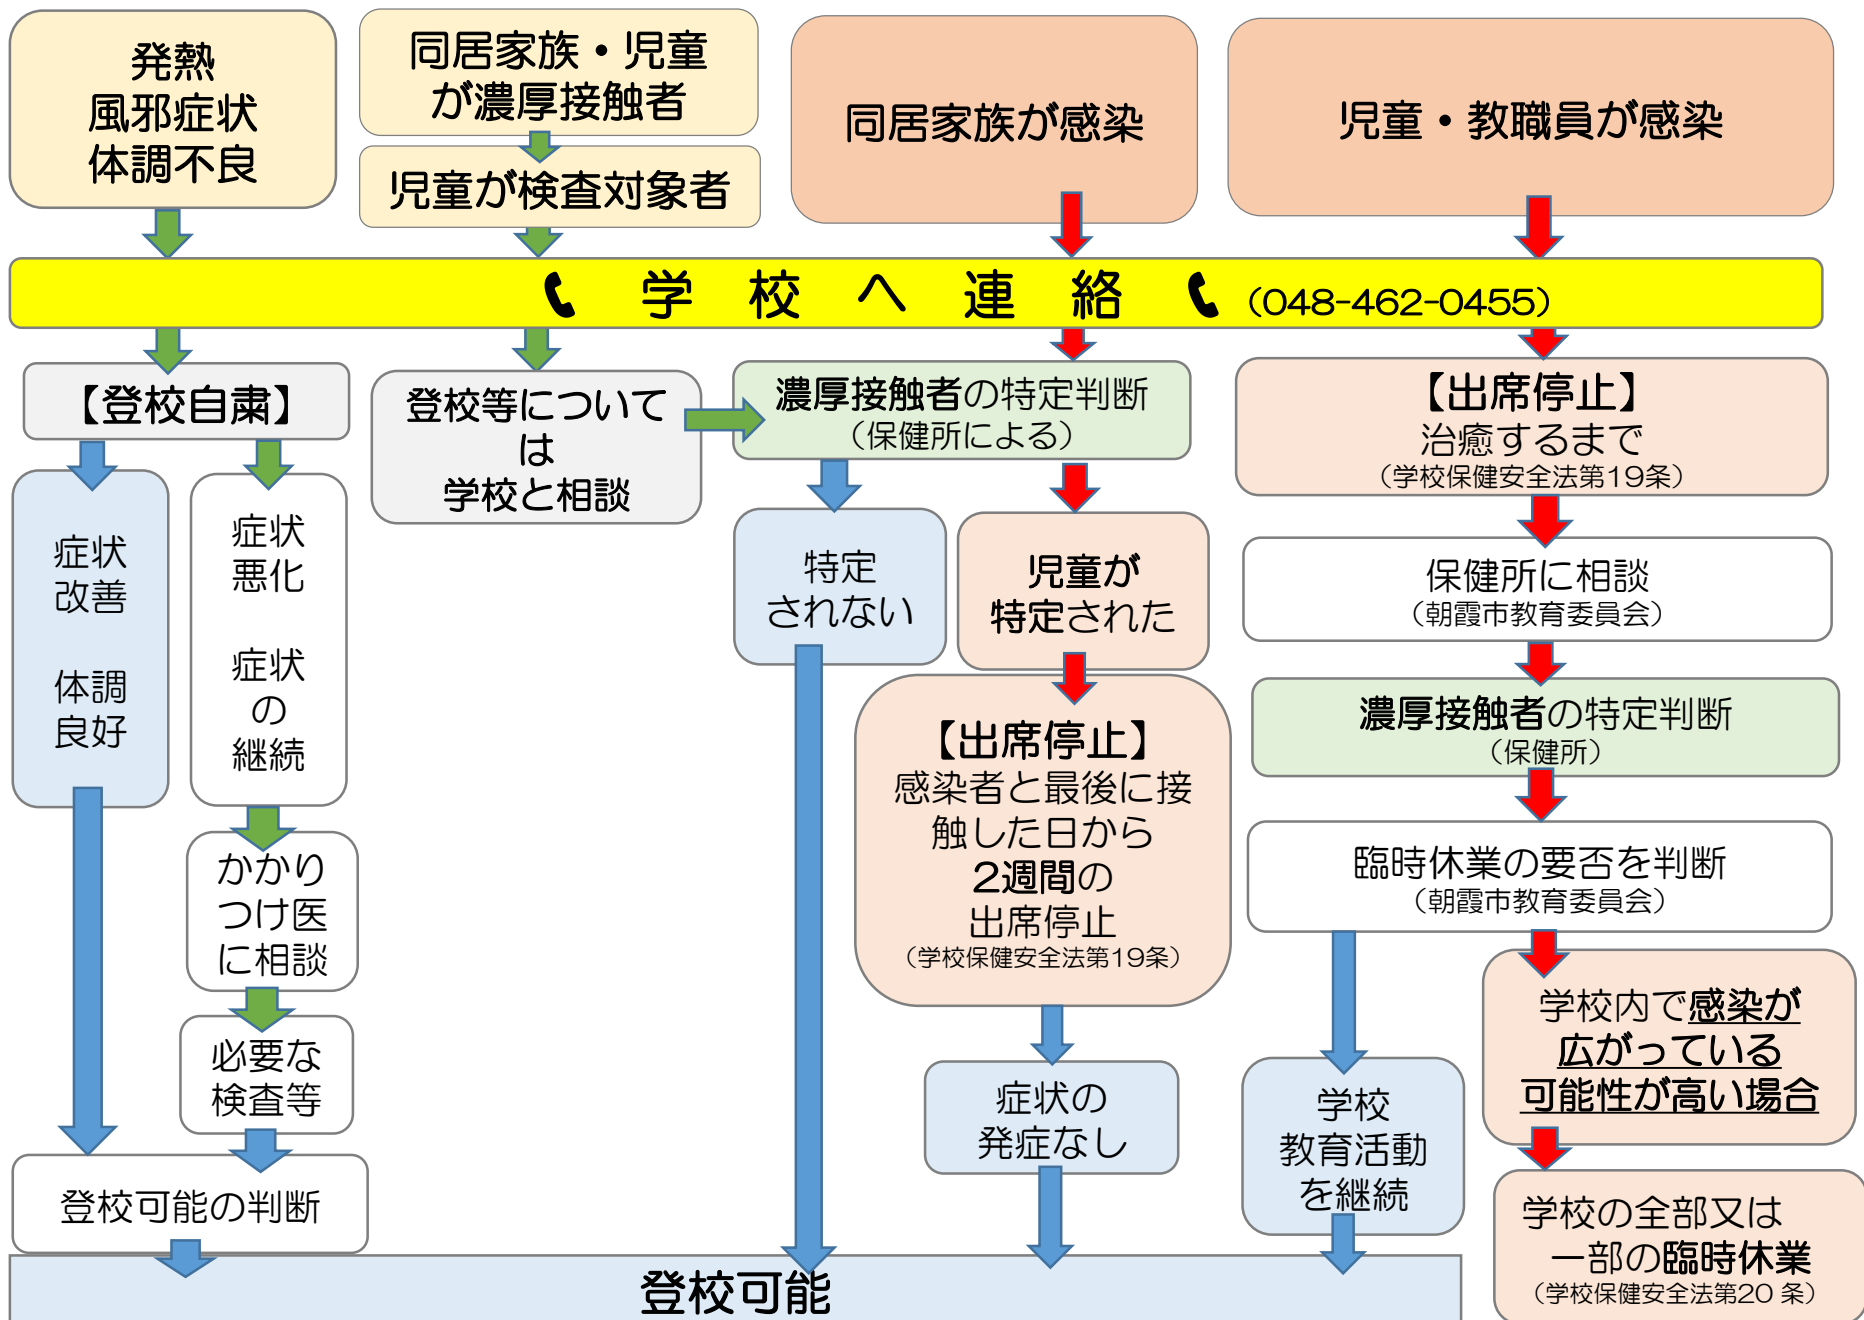 発熱
風邪症状
体調不良
同居家族・児童
が濃厚接触者
児童が検査対象者
同居家族が感染
児童・教職員が感染
学校へ連絡(048-462-0455)
【登校自粛】
症状
改善
体調
良好
症状
悪化
症状
の
継続
かかり
つけ医
に相談
必要な
検査等
登校可能の判断
登校等について
は
学校と相談
濃厚接触者の特定判断
(保健所による)
特定
されない
児童が
特定された
【出席停止】
感染者と最後に接
触した日から
2週間の
出席停止
(学校保健安全法第19条)
症状の
発症なし
【出席停止】
治癒するまで
(学校保健安全法第19条)
保健所に相談
(朝霞市教育委員会)
濃厚接触者の特定判断
(保健所)
臨時休業の要否を判断
(朝霞市教育委員会)
学校
教育活動
を継続
学校内で感染が
広がっている
可能性が高い場合
学校の全部又は
一部の臨時休業
(学校保健安全法第20 条)
登校可能